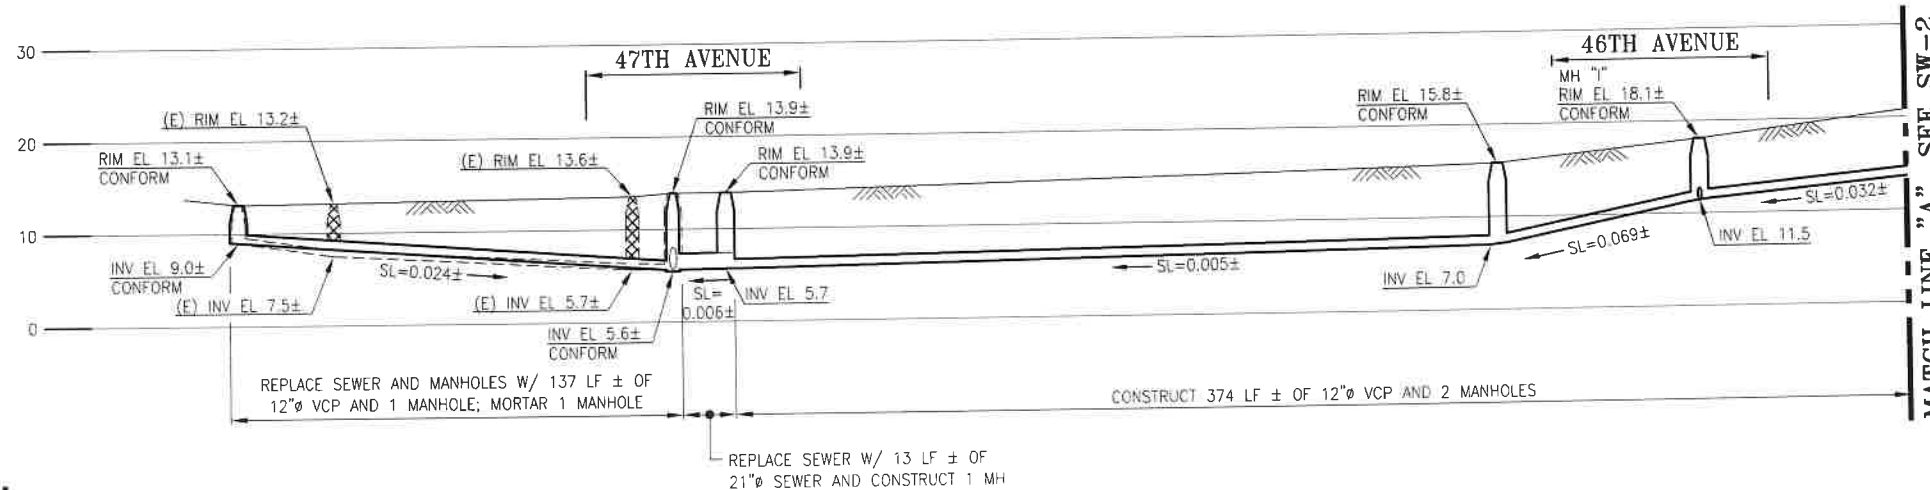 30
20
10
0
47TH AVENUE
46TH AVENUE
(E) RIM EL 13.2±
RIM EL 13.1±
CONFORM
(E) RIM EL 13.6±
RIM EL 13.9±
CONFORM
RIM EL 13.9±
CONFORM
RIM EL 15.8±
CONFORM
MH "I"
RIM EL 18.1±
CONFORM
INV EL 9.0±
CONFORM
(E) INV EL 7.5±
SL=0.024±
(E) INV EL 5.7±
INV EL 5.6±
CONFORM
SL=
0.006±
INV EL 5.7
SL=0.005±
INV EL 7.0
SL=0.069±
INV EL 11.5
SL=0.032±
REPLACE SEWER AND MANHOLES W/ 137 LF ± OF
12"ø VCP AND 1 MANHOLE; MORTAR 1 MANHOLE
REPLACE SEWER W/ 13 LF ± OF
21"ø SEWER AND CONSTRUCT 1 MH
CONSTRUCT 374 LF ± OF 12"ø VCP AND 2 MANHOLES
MATCH LINE "A" SEE SW-2